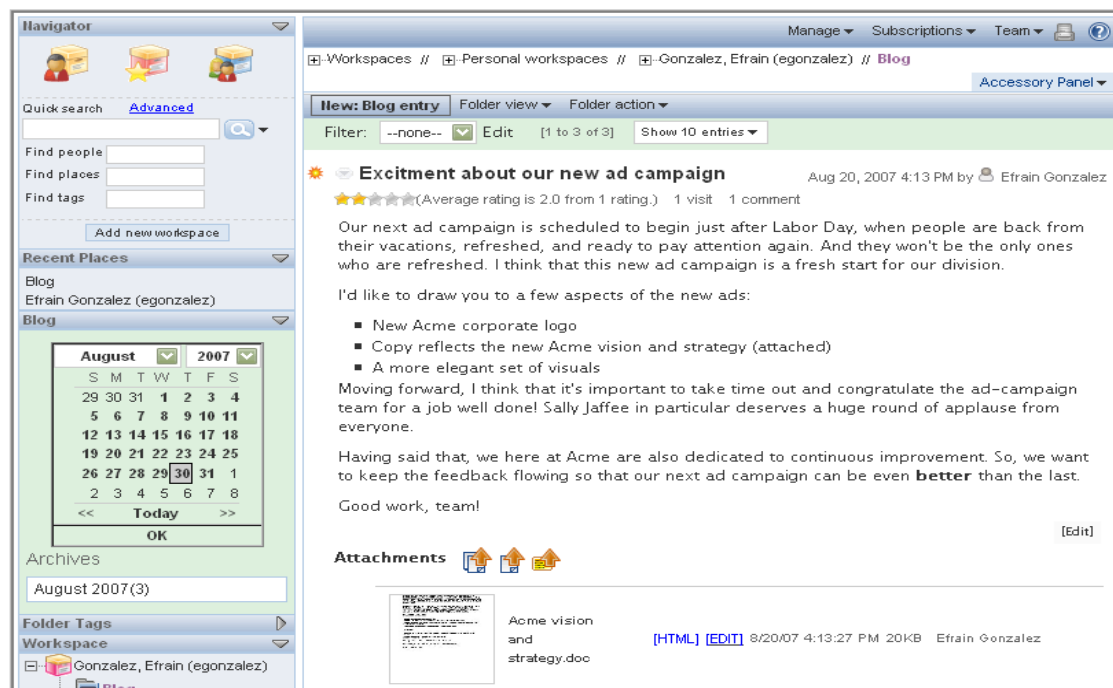 Navigator
Quick search Advanced
Find people
Find places
Find tags
Add new workspace
Recent Places
Blog
Efrain Gonzalez (egonzalez)
Blog
August 2007
S M T W T F S
29 30 31 1 2 3 4
5 6 7 8 9 10 11
12 13 14 15 16 17 18
19 20 21 22 23 24 25
26 27 28 29 30 31 1
2 3 4 5 6 7 8
<< Today >>
OK
Archives
August 2007(3)
Folder Tags
Workspace
Gonzalez, Efrain (egonzalez)
Blog
Manage Subscriptions Team ?
Workspaces // Personal workspaces // Gonzalez, Efrain (egonzalez) // Blog
Accessory Panel
New: Blog entry Folder view Folder action
Filter: --none-- Edit [1 to 3 of 3] Show 10 entries
Excitment about our new ad campaign Aug 20, 2007 4:13 PM by Efrain Gonzalez
(Average rating is 2.0 from 1 rating.) 1 visit 1 comment
Our next ad campaign is scheduled to begin just after Labor Day, when people are back from
their vacations, refreshed, and ready to pay attention again. And they won't be the only ones
who are refreshed. I think that this new ad campaign is a fresh start for our division.
I'd like to draw you to a few aspects of the new ads:
New Acme corporate logo
Copy reflects the new Acme vision and strategy (attached)
A more elegant set of visuals
Moving forward, I think that it's important to take time out and congratulate the ad-campaign
team for a job well done! Sally Jaffee in particular deserves a huge round of applause from
everyone.
Having said that, we here at Acme are also dedicated to continuous improvement. So, we want
to keep the feedback flowing so that our next ad campaign can be even better than the last.
Good work, team!
[Edit]
Attachments
Acme vision
and
strategy.doc
[HTML] [EDIT] 8/20/07 4:13:27 PM 20KB Efrain Gonzalez